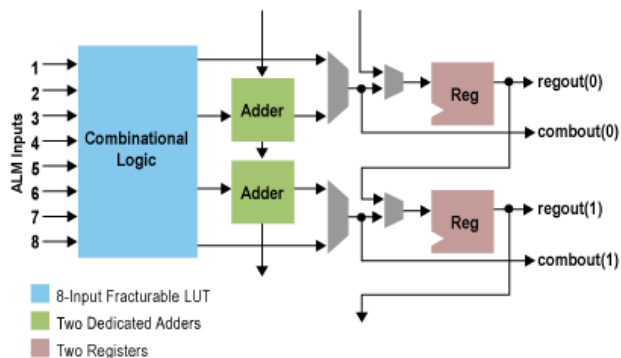 ALM Inputs
1
2
3
4
5
6
7
8
Combinational
Logic
Adder
Adder
Reg
regout(0)
combout(0)
Reg
regout(1)
combout(1)
8-Input Fracturable LUT
Two Dedicated Adders
Two Registers